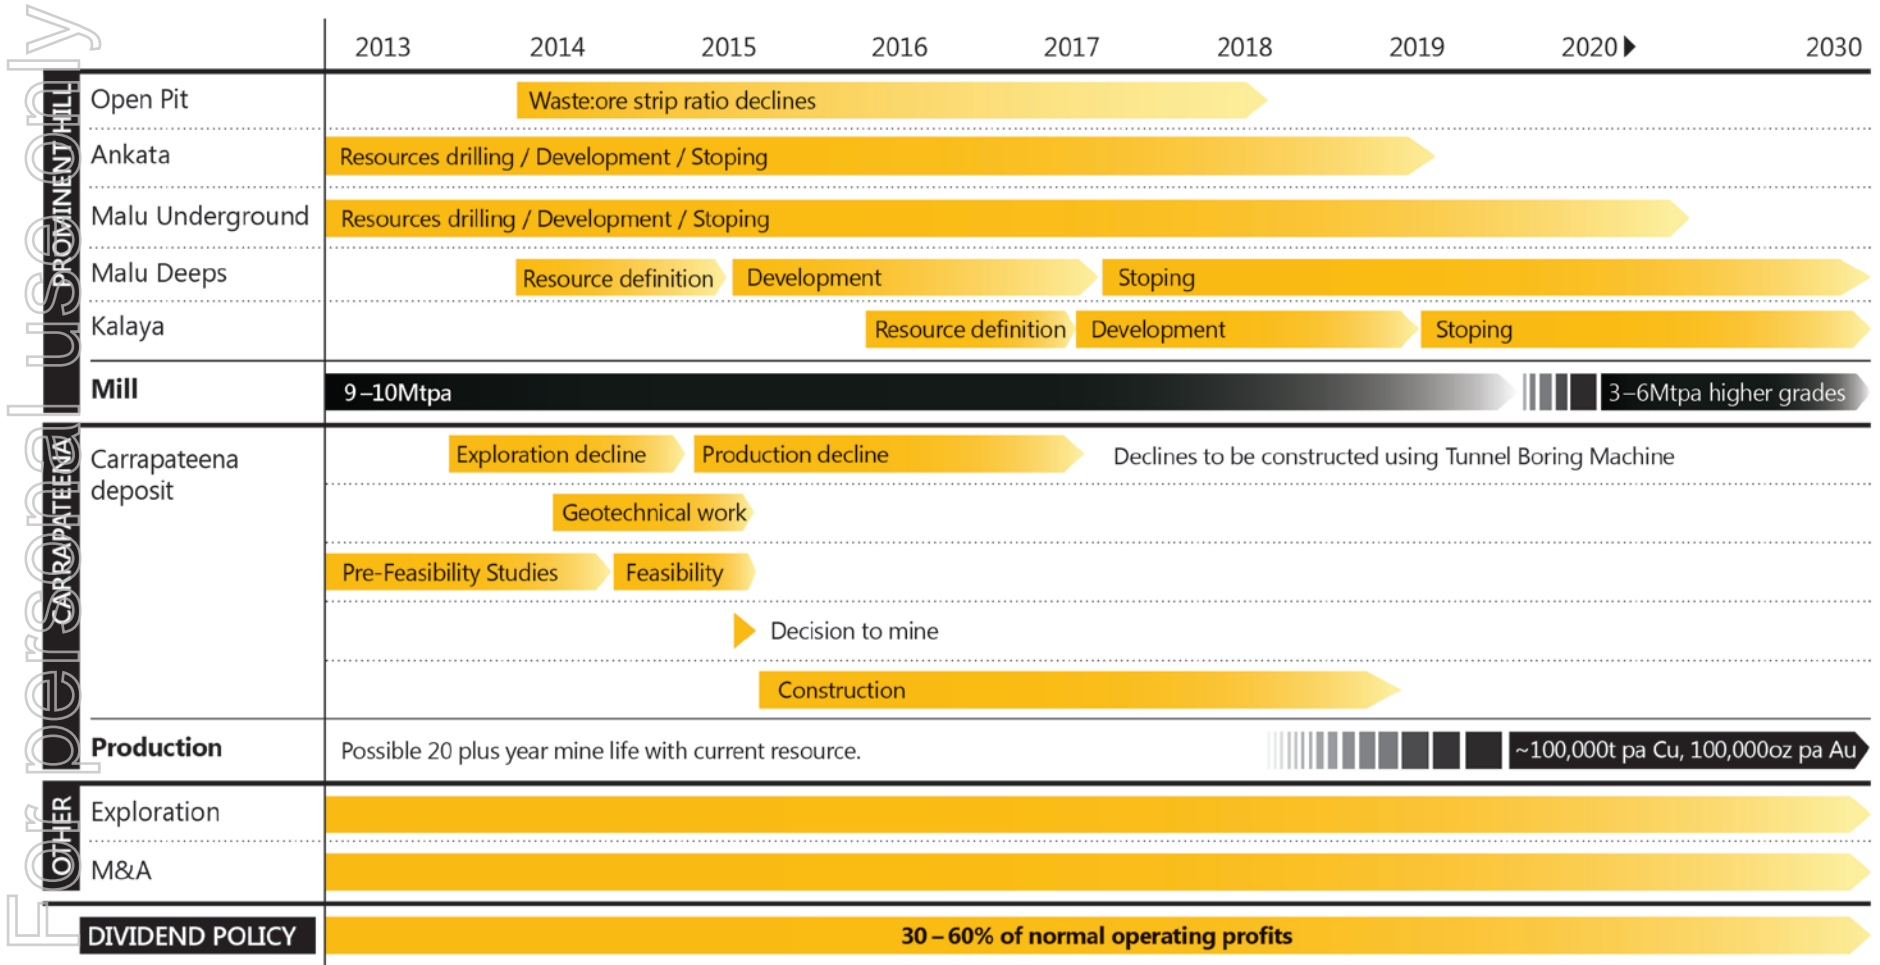 2013 2014 2015 2016 2017 2018 2019 2020 2030
PROMINENT HILL
Open Pit
Waste:ore strip ratio declines
Ankata
Resources drilling / Development / Stoping
Malu Underground
Resources drilling / Development / Stoping
Malu Deeps
Resource definition Development Stoping
Kalaya
Resource definition Development Stoping
Mill
9–10Mtpa 3–6Mtpa higher grades
CARRAPATEENA
Carrapateena
deposit
Exploration decline Production decline Declines to be constructed using Tunnel Boring Machine
Geotechnical work
Pre-Feasibility Studies Feasibility
Decision to mine
Construction
Production
Possible 20 plus year mine life with current resource. ~100,000t pa Cu, 100,000oz pa Au
OTHER
Exploration
M&A
DIVIDEND POLICY
30–60% of normal operating profits
For personal use only